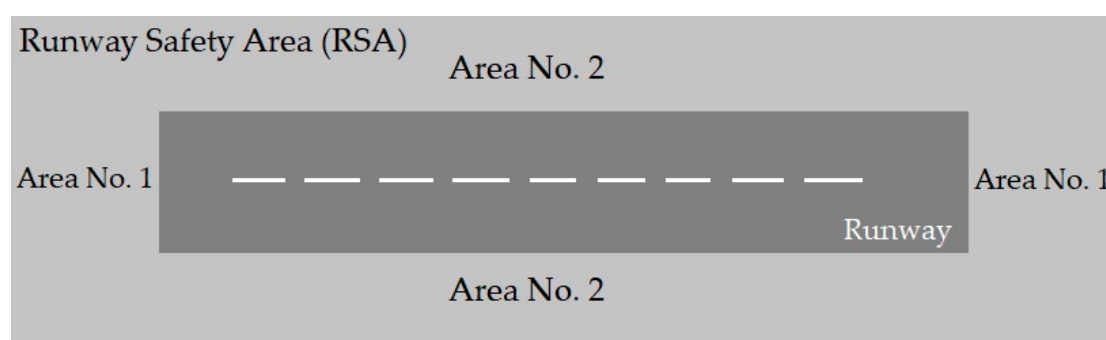 Runway Safety Area (RSA)
Area No. 2
Area No. 1
Area No. 1
Runway
Area No. 2